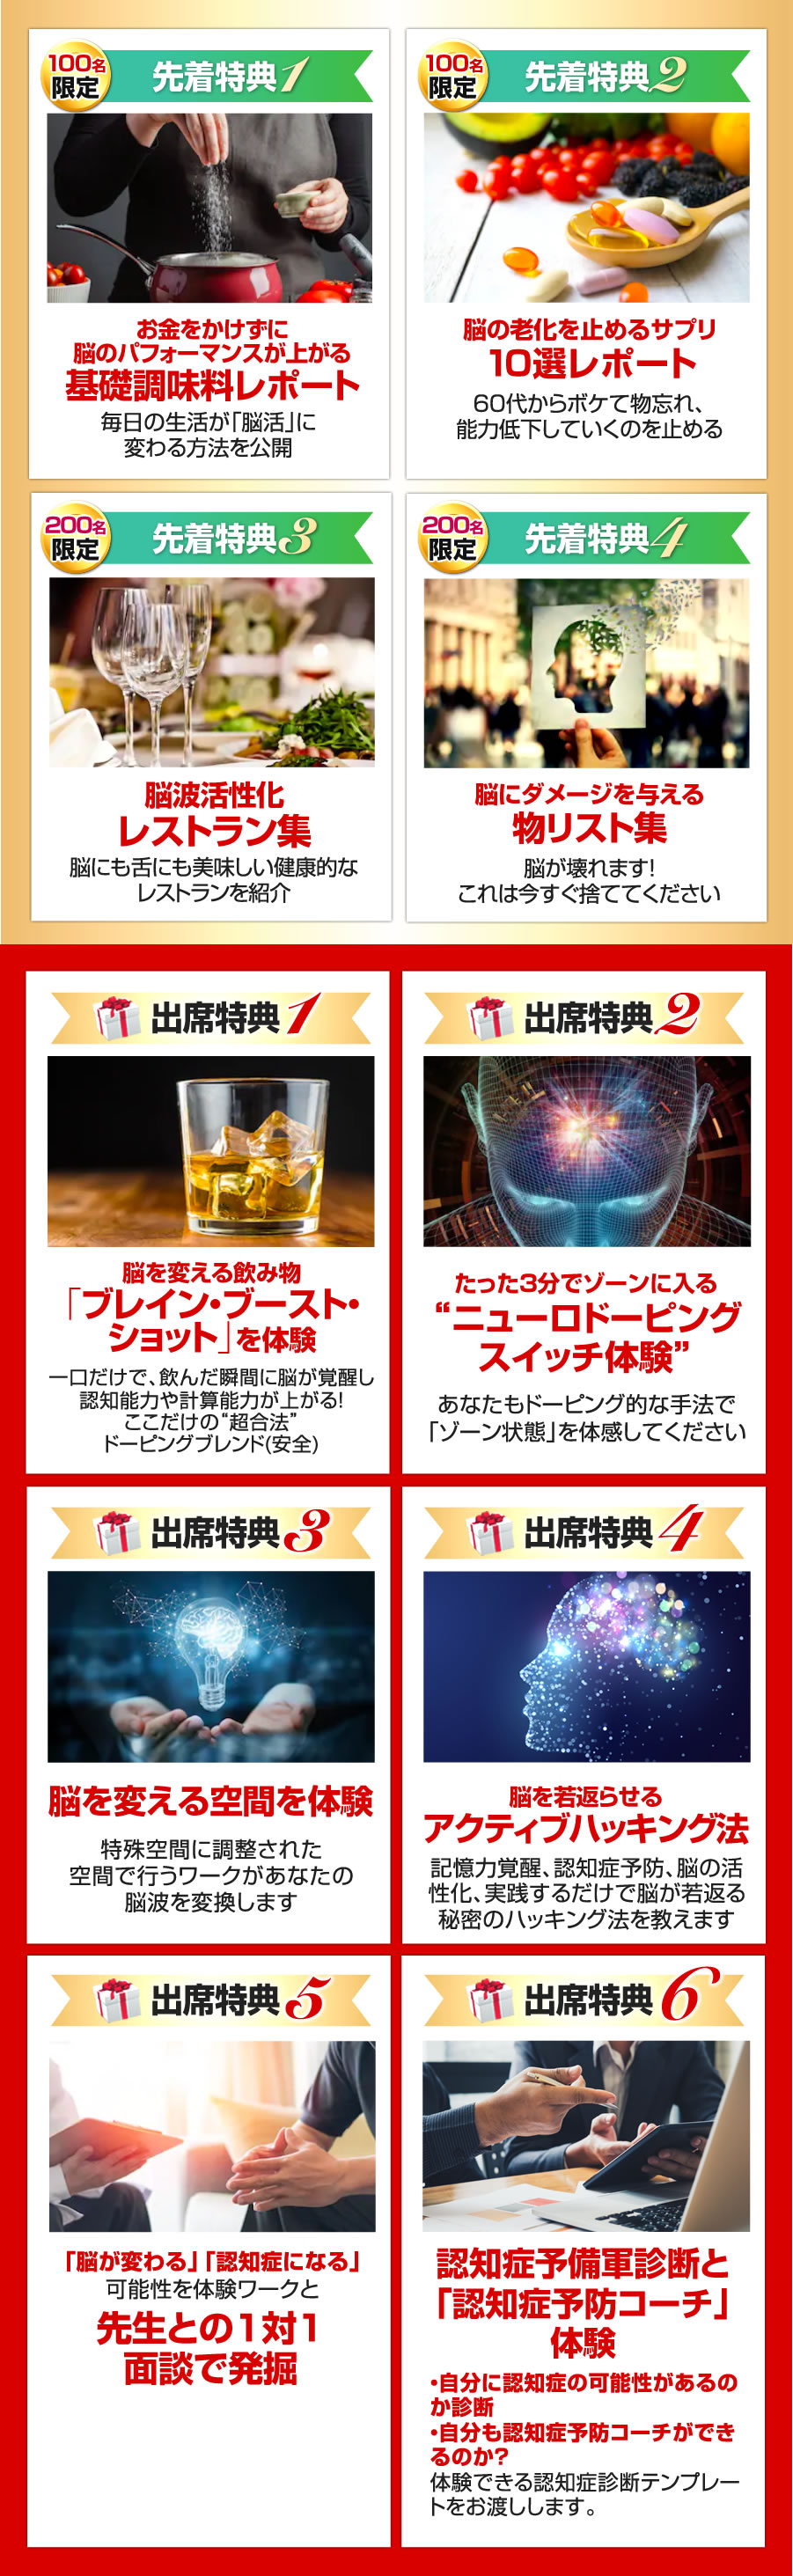 100名
限定
先着特典1
お金をかけずに
脳のパフォーマンスが上がる
基礎調味料レポート
毎日の生活が「脳活」に
変わる方法を公開
100名
限定
先着特典2
脳の老化を止めるサプリ
10選レポート
60代からボケて物忘れ、
能力低下していくのを止める
200名
限定
先着特典3
脳波活性化
レストラン集
脳にも舌にも美味しい健康的な
レストランを紹介
200名
限定
先着特典4
脳にダメージを与える
物リスト集
脳が壊れます!
これは今すぐ捨ててください
出席特典1
脳を変える飲み物
「ブレイン・ブースト・
ショット」を体験
一口だけで、飲んだ瞬間に脳が覚醒し
認知能力や計算能力が上がる!
ここだけの“超合法”
ドーピングブレンド(安全)
出席特典2
たった3分でゾーンに入る
“ニューロドーピング
スイッチ体験”
あなたもドーピング的な手法で
「ゾーン状態」を体感してください
出席特典3
脳を変える空間を体験
特殊空間に調整された
空間で行うワークがあなたの
脳波を変換します
出席特典4
脳を若返らせる
アクティブハッキング法
記憶力覚醒、認知症予防、脳の活
性化、実践するだけで脳が若返る
秘密のハッキング法を教えます
出席特典5
「脳が変わる」「認知症になる」
可能性を体験ワークと
先生との1対1
面談で発掘
出席特典6
認知症予備軍診断と
「認知症予防コーチ」
体験
・自分に認知症の可能性があるの
か診断
・自分も認知症予防コーチができ
るのか?
体験できる認知症診断テンプレー
トをお渡しします。